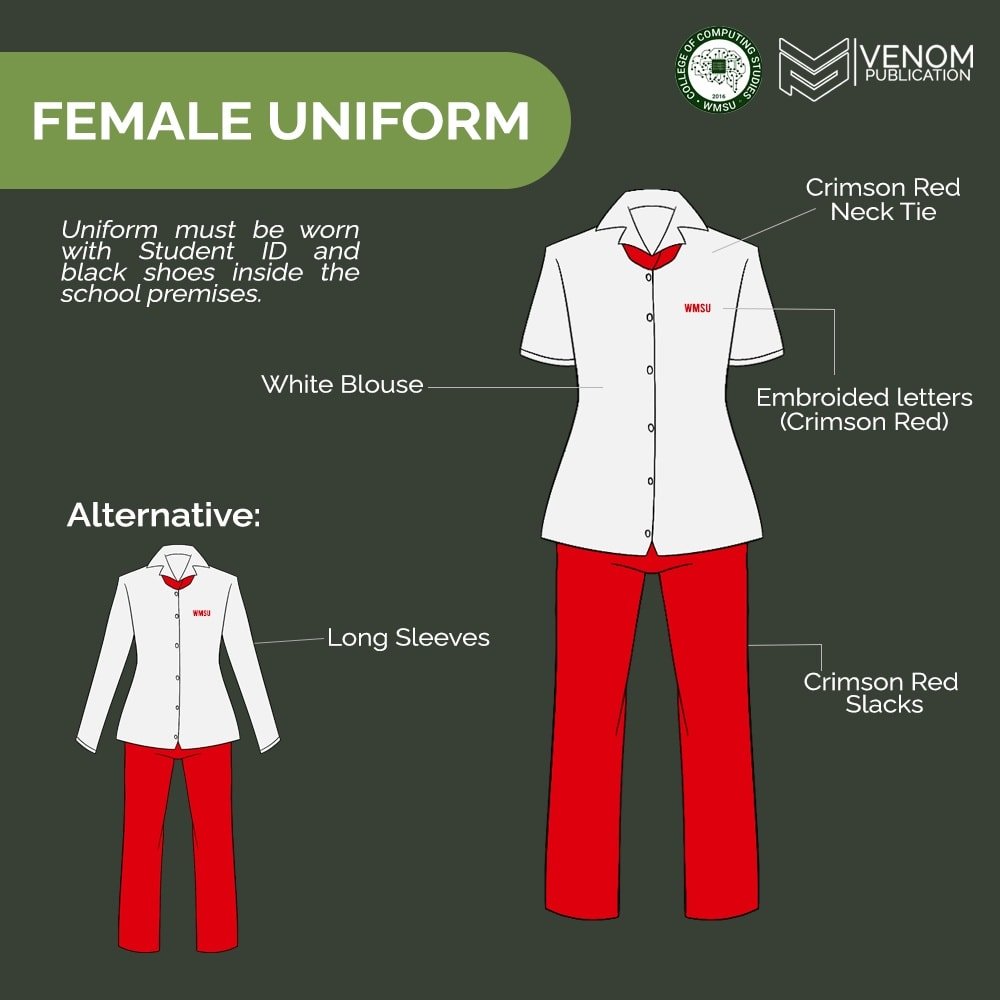 COLLEGE OF COMPUTING STUDIES
2016
WMSU
VENOM
PUBLICATION
FEMALE UNIFORM
Uniform must be worn
with Student ID and
black shoes inside the
school premises.
Crimson Red
Neck Tie
WMSU
White Blouse
Embroided letters
(Crimson Red)
Alternative:
WMSU
Long Sleeves
Crimson Red
Slacks